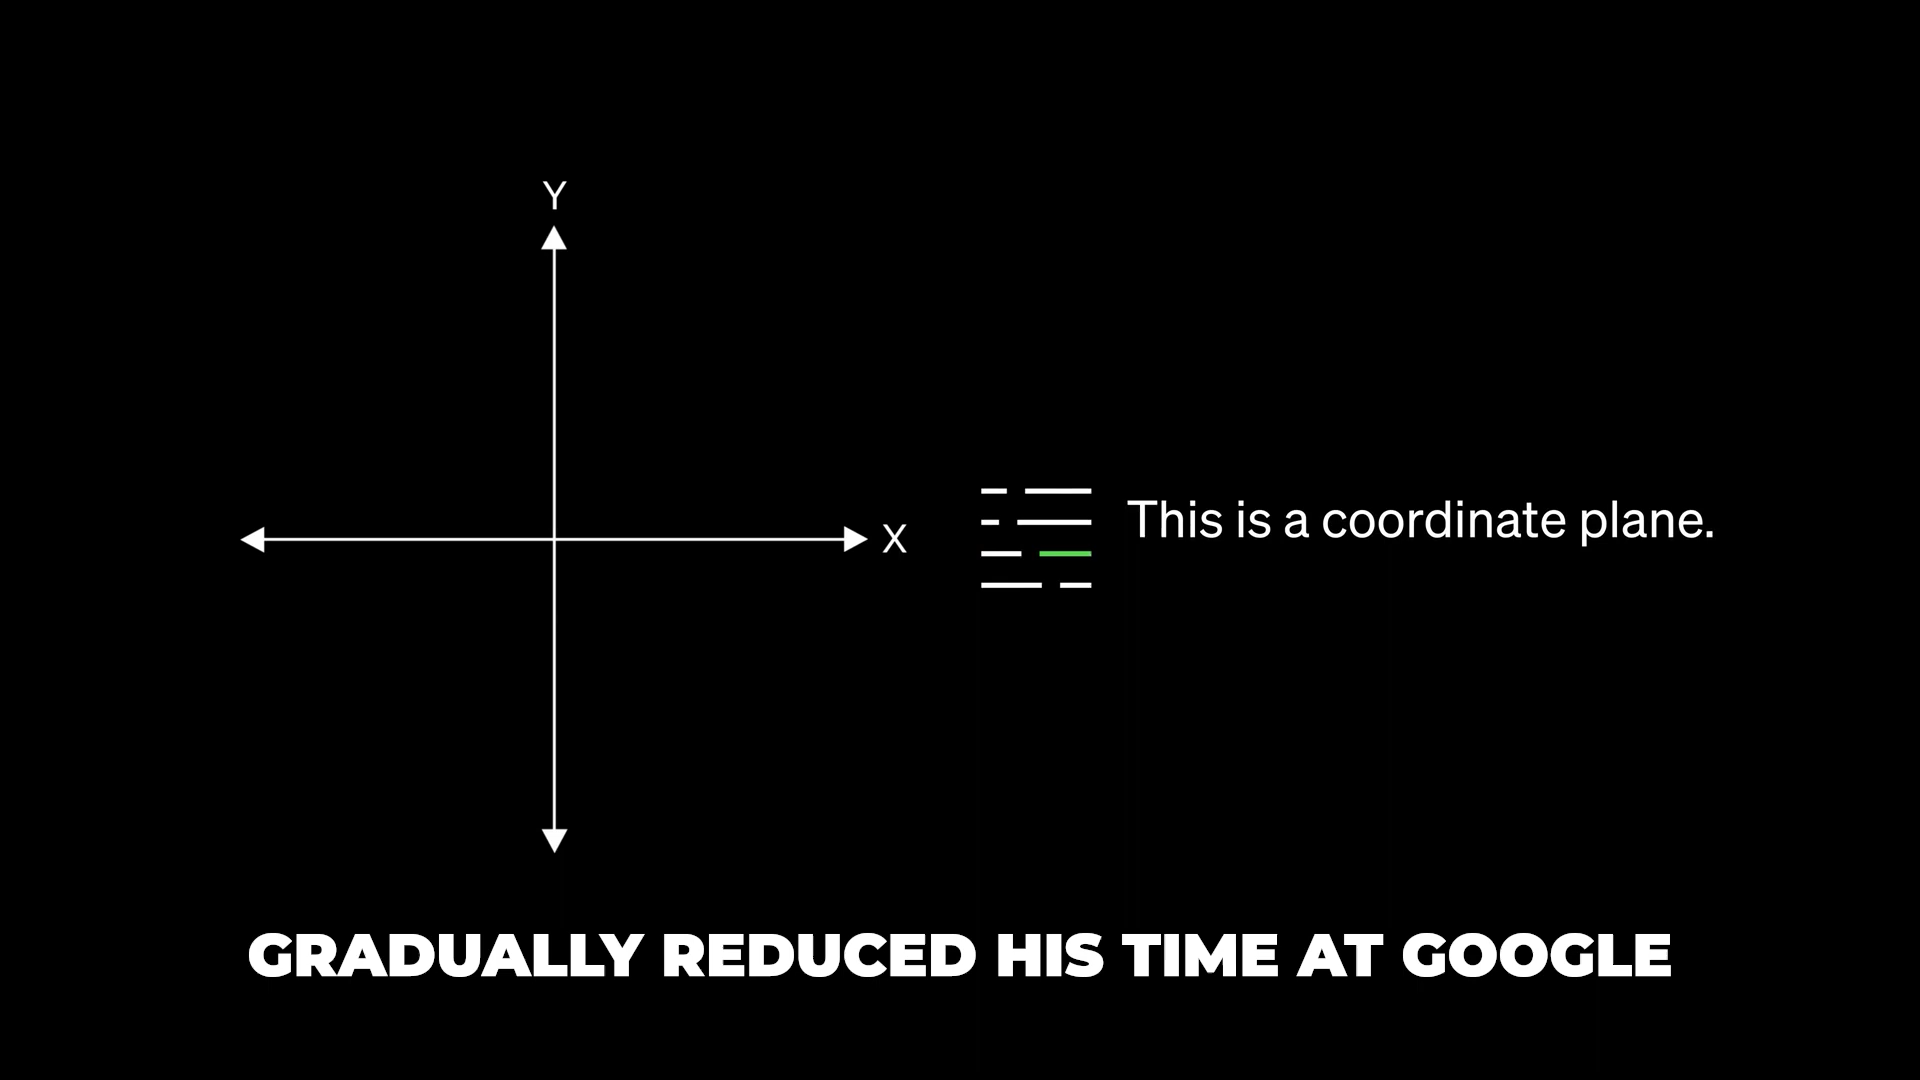 Y
X
This is a coordinate plane.
GRADUALLY REDUCED HIS TIME AT GOOGLE